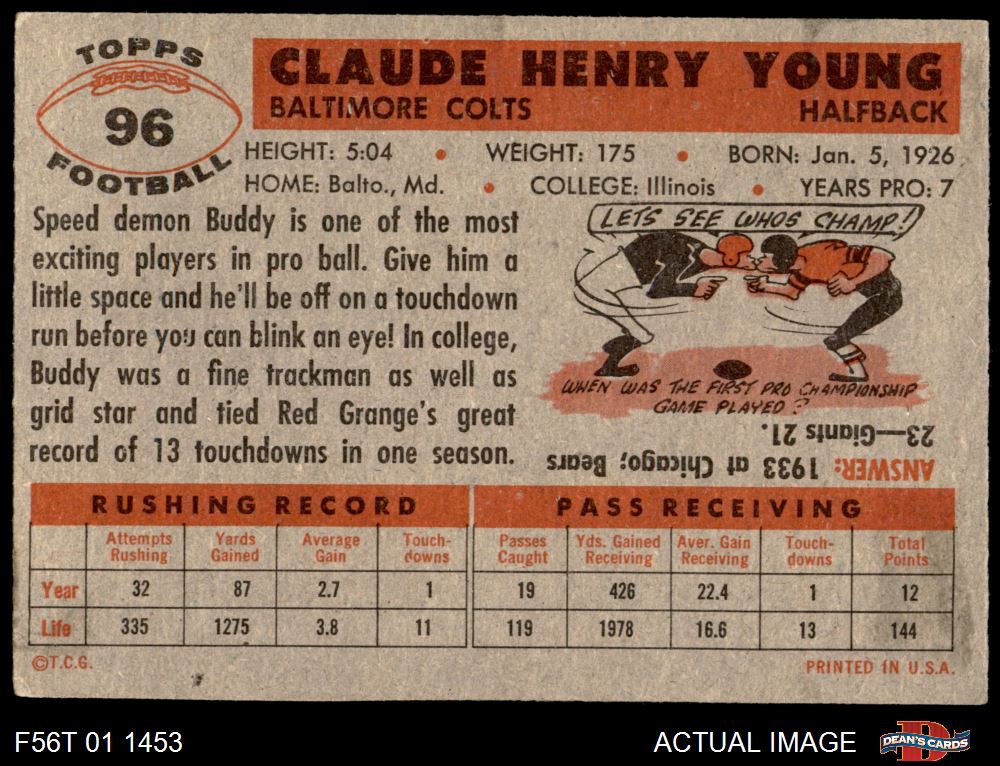 TOPPS
96
FOOTBALL
CLAUDE HENRY YOUNG
BALTIMORE COLTS HALFBACK
HEIGHT: 5:04 • WEIGHT: 175 • BORN: Jan. 5, 1926
HOME: Balto., Md. • COLLEGE: Illinois • YEARS PRO: 7
Speed demon Buddy is one of the most
exciting players in pro ball. Give him a
little space and he'll be off on a touchdown
run before you can blink an eye! In college,
Buddy was a fine trackman as well as
grid star and tied Red Grange's great
record of 13 touchdowns in one season.
LETS SEE WHOS CHAMP!
WHEN WAS THE FIRST PRO CHAMPIONSHIP
GAME PLAYED?
ANSWER: 1933 at Chicago; Bears
23—Giants 21.
RUSHING RECORD
Attempts Rushing Yards Gained Average Gain Touch-downs
Year 32 87 2.7 1
Life 335 1275 3.8 11
PASS RECEIVING
Passes Caught Yds. Gained Receiving Aver. Gain Receiving Touch-downs Total Points
19 426 22.4 1 12
119 1978 16.6 13 144
©T.C.G. PRINTED IN U.S.A.
F56T 01 1453 ACTUAL IMAGE DEAN'S CARDS